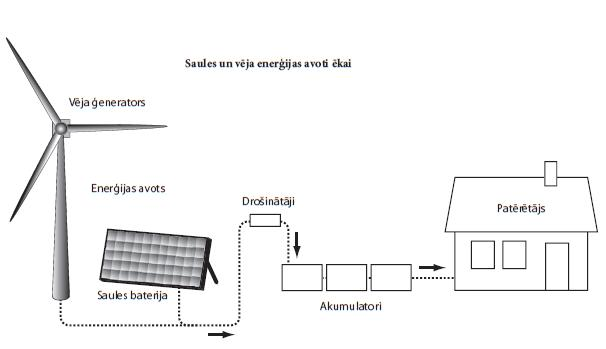 Saules un vēja enerģijas avoti ēkai
Vēja ģenerators
Enerģijas avots
Drošinātāji
Patērētājs
Saules baterija
Akumulatori